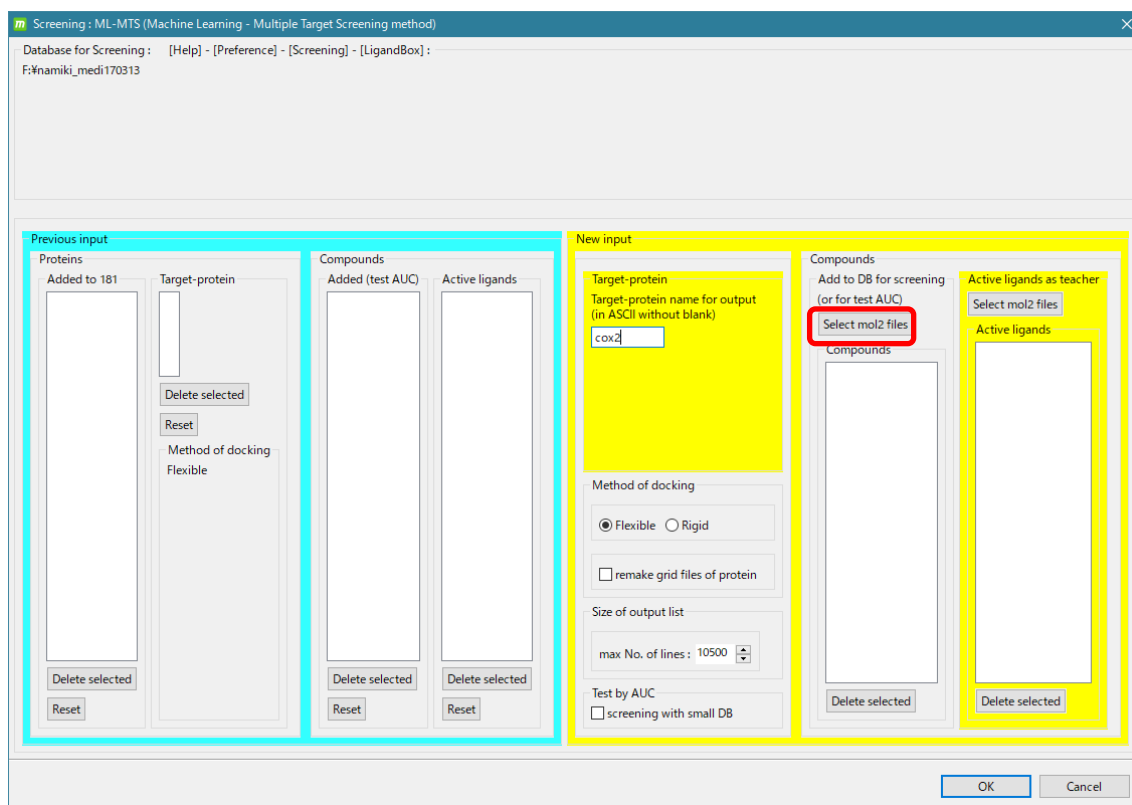 Screening : ML-MTS (Machine Learning - Multiple Target Screening method)
Database for Screening : [Help] - [Preference] - [Screening] - [LigandBox] :
F:¥namiki_medi170313
Previous input
Proteins
Added to 181
Target-protein
Delete selected
Reset
Method of docking
Flexible
Delete selected
Reset
Compounds
Added (test AUC)
Delete selected
Reset
Active ligands
Delete selected
Reset
New input
Target-protein
Target-protein name for output
(in ASCII without blank)
cox2
Method of docking
Flexible
Rigid
remake grid files of protein
Size of output list
max No. of lines : 10500
Test by AUC
screening with small DB
Compounds
Add to DB for screening
(or for test AUC)
Select mol2 files
Compounds
Delete selected
Active ligands as teacher
Select mol2 files
Active ligands
Delete selected
OK
Cancel